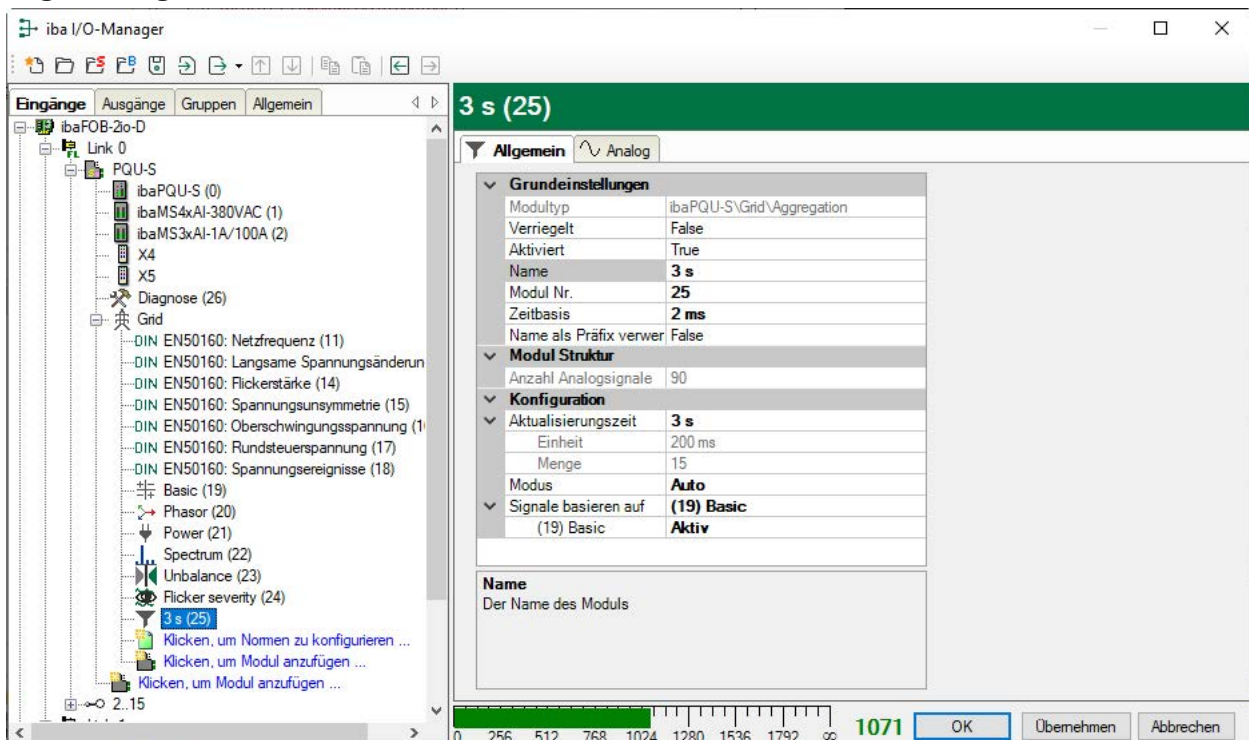 iba I/O-Manager
Eingänge Ausgänge Gruppen Allgemein
ibaFOB-2io-D
Link 0
PQU-S
ibaPQU-S (0)
ibaMS4xAI-380VAC (1)
ibaMS3xAI-1A/100A (2)
X4
X5
Diagnose (26)
Grid
DIN EN50160: Netzfrequenz (11)
DIN EN50160: Langsame Spannungsänderun
DIN EN50160: Flickerstärke (14)
DIN EN50160: Spannungsunsymmetrie (15)
DIN EN50160: Oberschwingungsspannung (1
DIN EN50160: Rundsteuerspannung (17)
DIN EN50160: Spannungsereignisse (18)
Basic (19)
Phasor (20)
Power (21)
Spectrum (22)
Unbalance (23)
Flicker severity (24)
3 s (25)
Klicken, um Normen zu konfigurieren ...
Klicken, um Modul anzufügen ...
Klicken, um Modul anzufügen ...
2..15
3 s (25)
Allgemein Analog
Grundeinstellungen
Modultyp ibaPQU-S\Grid\Aggregation
Verriegelt False
Aktiviert True
Name 3 s
Modul Nr. 25
Zeitbasis 2 ms
Name als Präfix verwer False
Modul Struktur
Anzahl Analogsignale 90
Konfiguration
Aktualisierungszeit 3 s
Einheit 200 ms
Menge 15
Modus Auto
Signale basieren auf (19) Basic
(19) Basic Aktiv
Name
Der Name des Moduls
0 256 512 768 1024 1280 1536 1792 ∞ 1071 OK Übernehmen Abbrechen